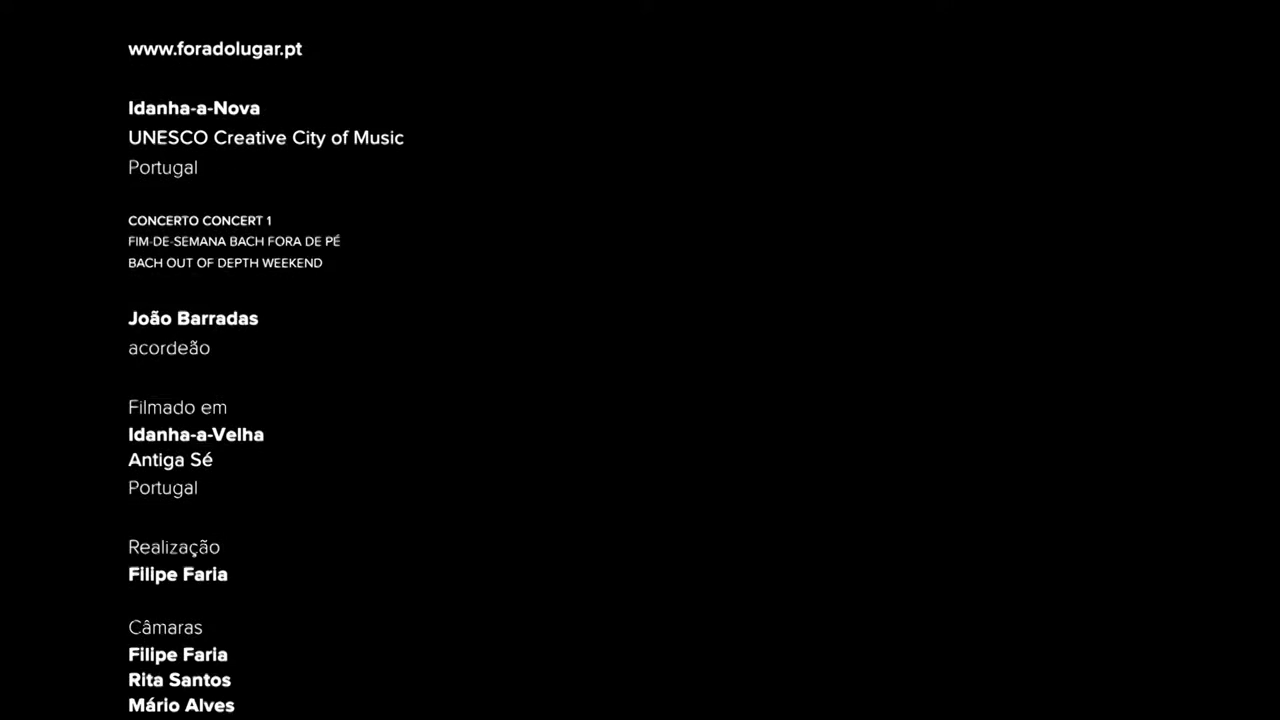 www.foradolugar.pt
Idanha-a-Nova
UNESCO Creative City of Music
Portugal
CONCERTO CONCERT 1
FIM-DE-SEMANA BACH FORA DE PÉ
BACH OUT OF DEPTH WEEKEND
João Barradas
acordeão
Filmado em
Idanha-a-Velha
Antiga Sé
Portugal
Realização
Filipe Faria
Câmaras
Filipe Faria
Rita Santos
Mário Alves